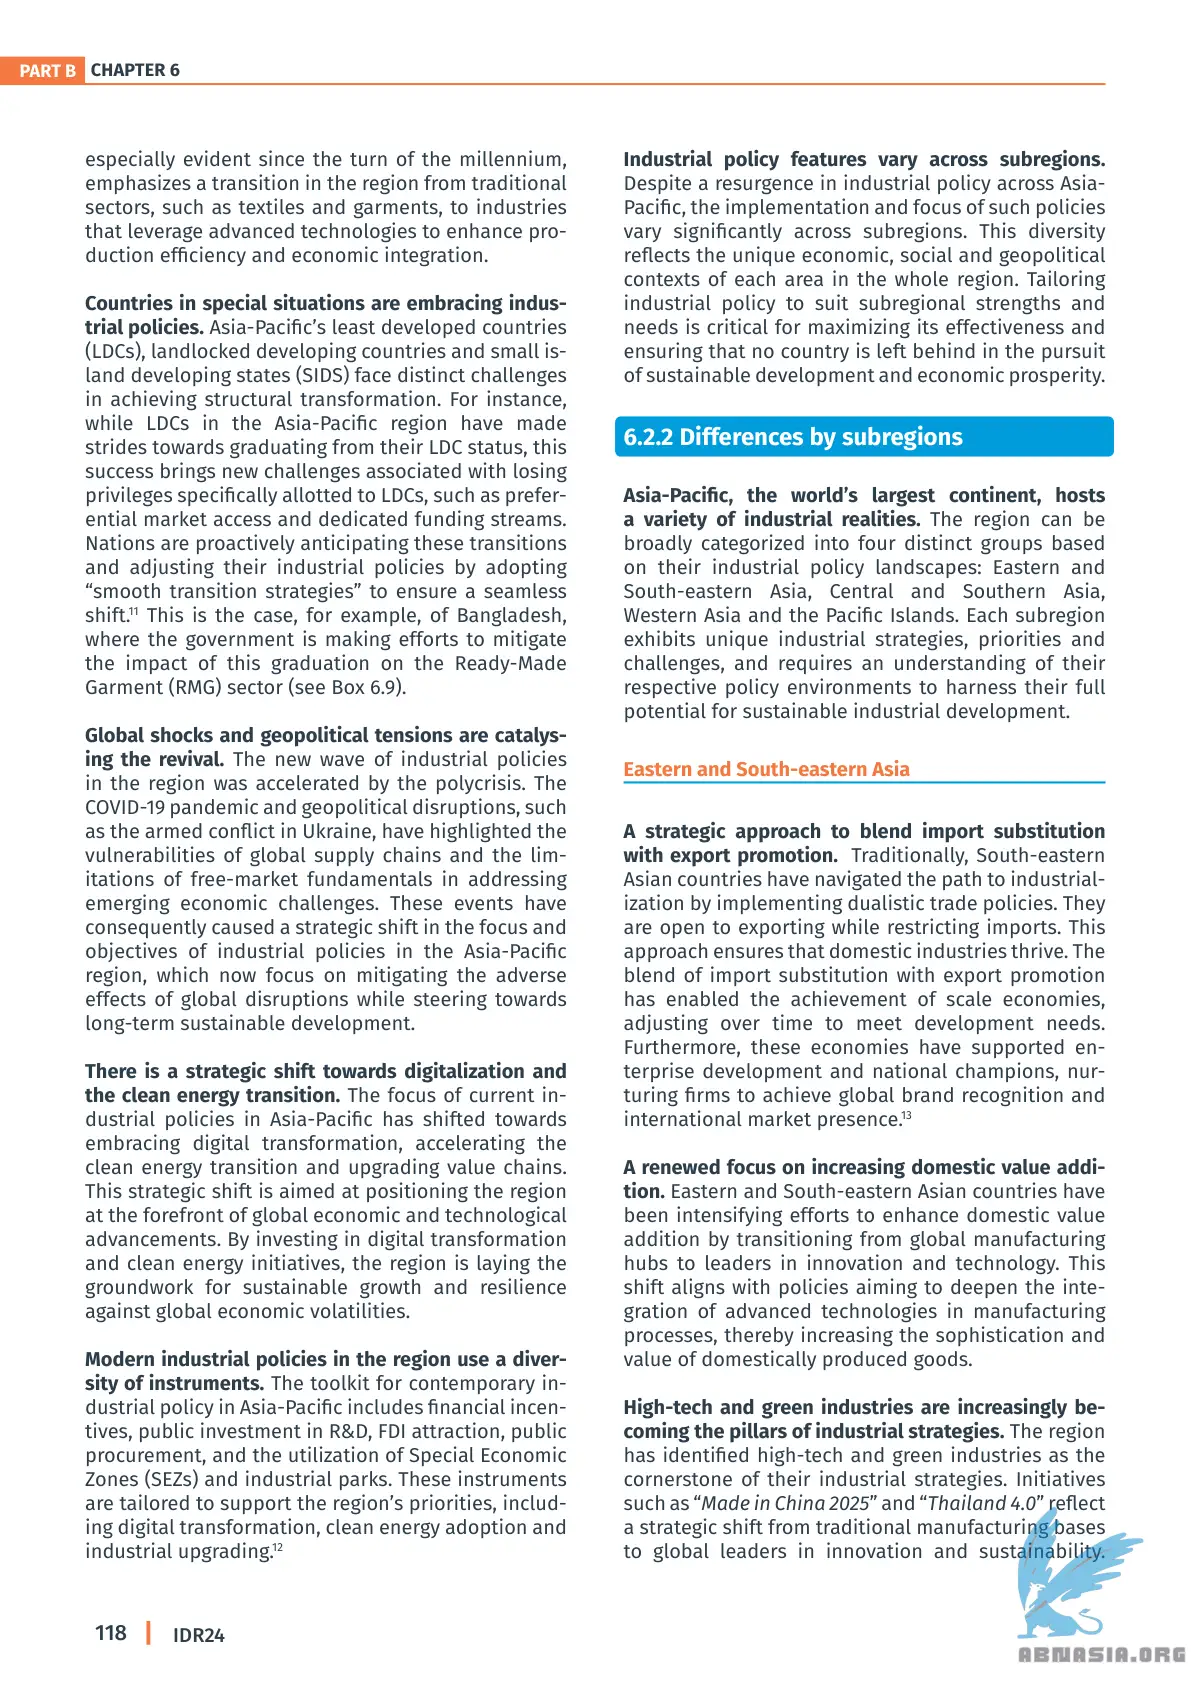 PART B CHAPTER 6
especially evident since the turn of the millennium,
emphasizes a transition in the region from traditional
sectors, such as textiles and garments, to industries
that leverage advanced technologies to enhance pro-
duction efficiency and economic integration.
Countries in special situations are embracing indus-
trial policies. Asia-Pacific’s least developed countries
(LDCs), landlocked developing countries and small is-
land developing states (SIDS) face distinct challenges
in achieving structural transformation. For instance,
while LDCs in the Asia-Pacific region have made
strides towards graduating from their LDC status, this
success brings new challenges associated with losing
privileges specifically allotted to LDCs, such as prefer-
ential market access and dedicated funding streams.
Nations are proactively anticipating these transitions
and adjusting their industrial policies by adopting
“smooth transition strategies” to ensure a seamless
shift.11 This is the case, for example, of Bangladesh,
where the government is making efforts to mitigate
the impact of this graduation on the Ready-Made
Garment (RMG) sector (see Box 6.9).
Global shocks and geopolitical tensions are catalys-
ing the revival. The new wave of industrial policies
in the region was accelerated by the polycrisis. The
COVID-19 pandemic and geopolitical disruptions, such
as the armed conflict in Ukraine, have highlighted the
vulnerabilities of global supply chains and the lim-
itations of free-market fundamentals in addressing
emerging economic challenges. These events have
consequently caused a strategic shift in the focus and
objectives of industrial policies in the Asia-Pacific
region, which now focus on mitigating the adverse
effects of global disruptions while steering towards
long-term sustainable development.
There is a strategic shift towards digitalization and
the clean energy transition. The focus of current in-
dustrial policies in Asia-Pacific has shifted towards
embracing digital transformation, accelerating the
clean energy transition and upgrading value chains.
This strategic shift is aimed at positioning the region
at the forefront of global economic and technological
advancements. By investing in digital transformation
and clean energy initiatives, the region is laying the
groundwork for sustainable growth and resilience
against global economic volatilities.
Modern industrial policies in the region use a diver-
sity of instruments. The toolkit for contemporary in-
dustrial policy in Asia-Pacific includes financial incen-
tives, public investment in R&D, FDI attraction, public
procurement, and the utilization of Special Economic
Zones (SEZs) and industrial parks. These instruments
are tailored to support the region’s priorities, includ-
ing digital transformation, clean energy adoption and
industrial upgrading.12
Industrial policy features vary across subregions.
Despite a resurgence in industrial policy across Asia-
Pacific, the implementation and focus of such policies
vary significantly across subregions. This diversity
reflects the unique economic, social and geopolitical
contexts of each area in the whole region. Tailoring
industrial policy to suit subregional strengths and
needs is critical for maximizing its effectiveness and
ensuring that no country is left behind in the pursuit
of sustainable development and economic prosperity.
6.2.2 Differences by subregions
Asia-Pacific, the world’s largest continent, hosts
a variety of industrial realities. The region can be
broadly categorized into four distinct groups based
on their industrial policy landscapes: Eastern and
South-eastern Asia, Central and Southern Asia,
Western Asia and the Pacific Islands. Each subregion
exhibits unique industrial strategies, priorities and
challenges, and requires an understanding of their
respective policy environments to harness their full
potential for sustainable industrial development.
Eastern and South-eastern Asia
A strategic approach to blend import substitution
with export promotion. Traditionally, South-eastern
Asian countries have navigated the path to industrial-
ization by implementing dualistic trade policies. They
are open to exporting while restricting imports. This
approach ensures that domestic industries thrive. The
blend of import substitution with export promotion
has enabled the achievement of scale economies,
adjusting over time to meet development needs.
Furthermore, these economies have supported en-
terprise development and national champions, nur-
turing firms to achieve global brand recognition and
international market presence.13
A renewed focus on increasing domestic value addi-
tion. Eastern and South-eastern Asian countries have
been intensifying efforts to enhance domestic value
addition by transitioning from global manufacturing
hubs to leaders in innovation and technology. This
shift aligns with policies aiming to deepen the inte-
gration of advanced technologies in manufacturing
processes, thereby increasing the sophistication and
value of domestically produced goods.
High-tech and green industries are increasingly be-
coming the pillars of industrial strategies. The region
has identified high-tech and green industries as the
cornerstone of their industrial strategies. Initiatives
such as “Made in China 2025” and “Thailand 4.0” reflect
a strategic shift from traditional manufacturing bases
to global leaders in innovation and sustainability.
118 IDR24
ABNASIA.ORG